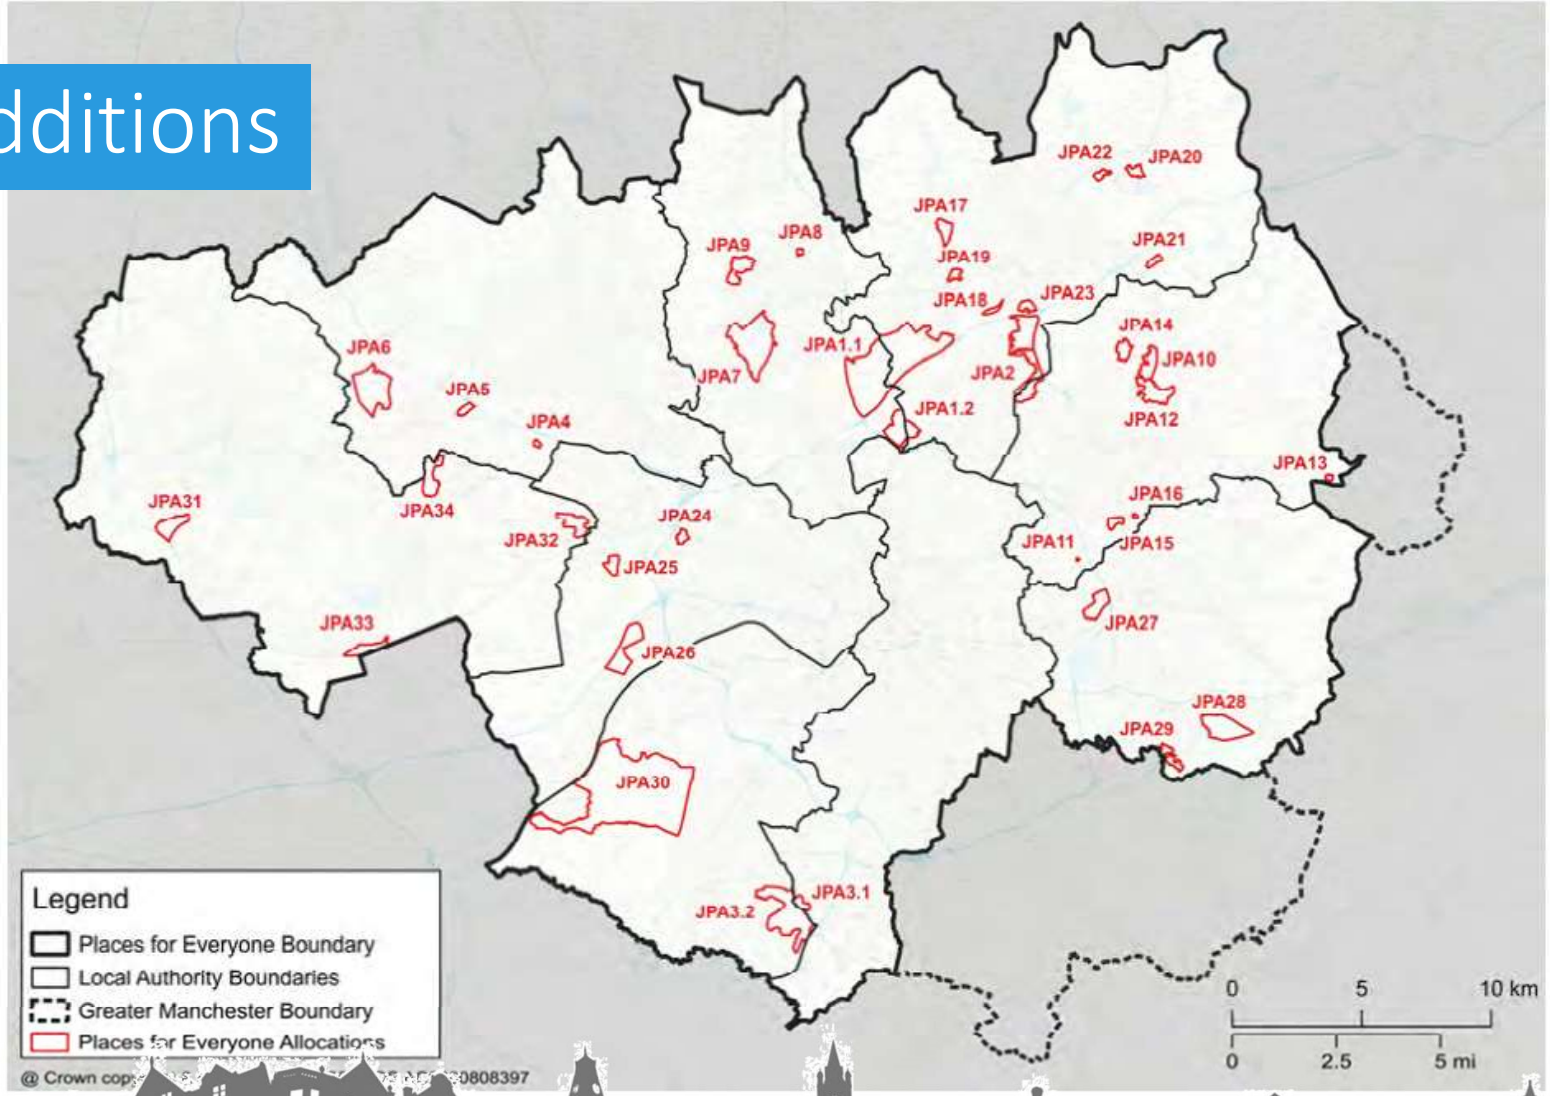 dditions
JPA22
JPA20
JPA17
JPA21
JPA8
JPA9
JPA19
JPA18
JPA23
JPA14
JPA6
JPA1.1
JPA10
JPA7
JPA2
JPA5
JPA1.2
JPA4
JPA12
JPA13
JPA31
JPA34
JPA16
JPA24
JPA32
JPA11
JPA15
JPA25
JPA33
JPA27
JPA26
JPA28
JPA29
JPA30
JPA3.1
JPA3.2
Legend
Places for Everyone Boundary
Local Authority Boundaries
Greater Manchester Boundary
Places for Everyone Allocations
0 5 10 km
0 2.5 5 mi
@ Crown 0808397